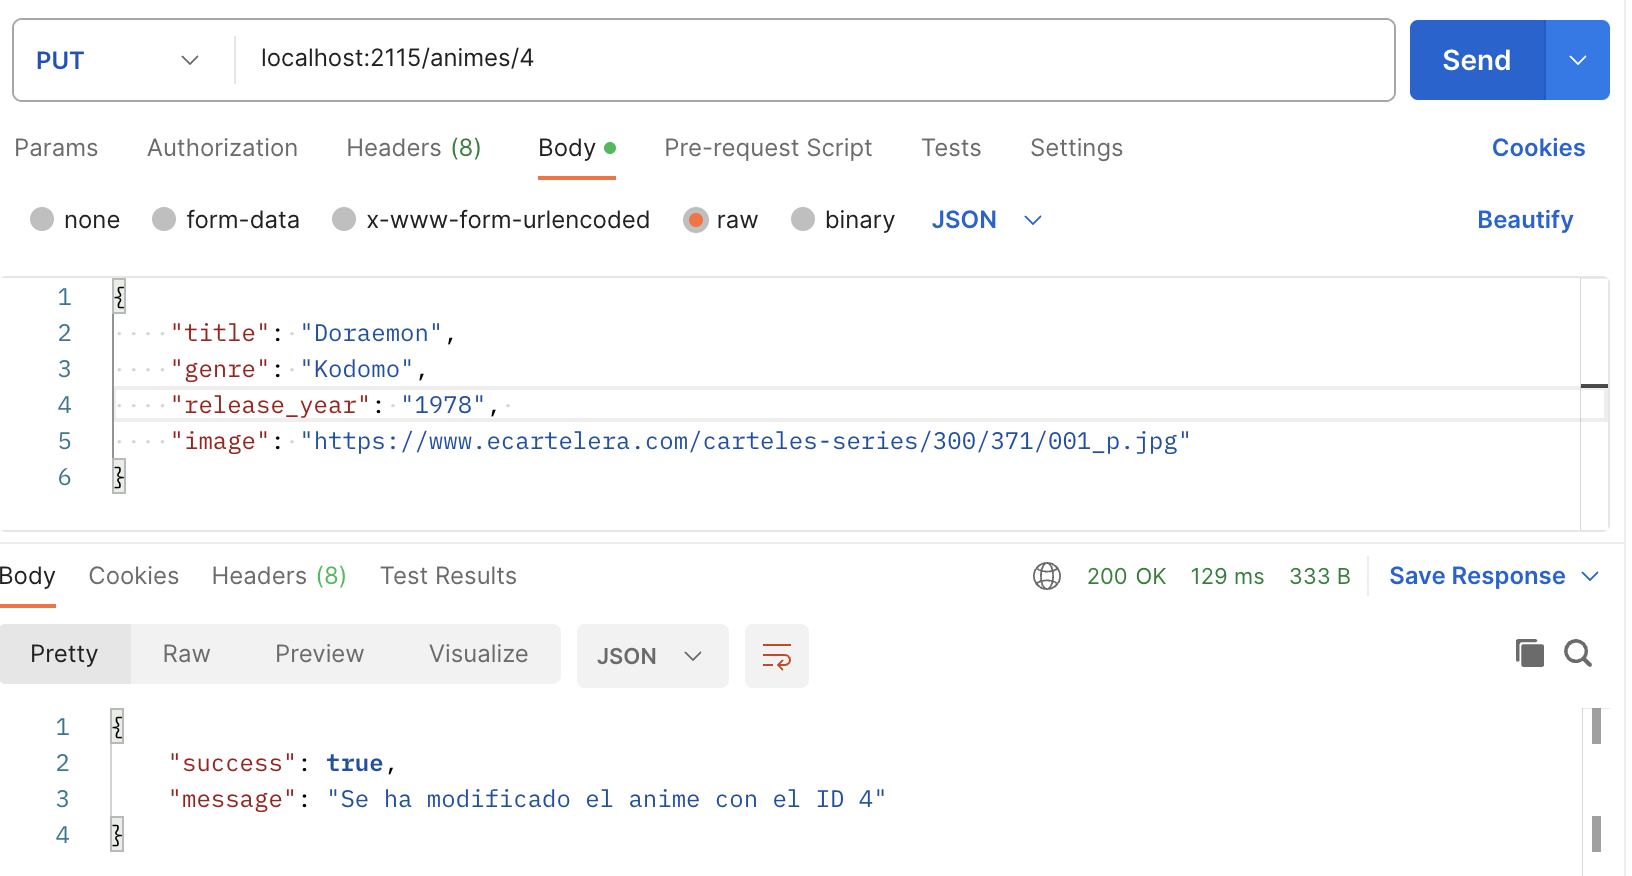 PUT localhost:2115/animes/4 Send
Params Authorization Headers (8) Body Pre-request Script Tests Settings Cookies
none form-data x-www-form-urlencoded raw binary JSON Beautify
1 {
2 "title": "Doraemon",
3 "genre": "Kodomo",
4 "release_year": "1978",
5 "image": "https://www.ecartelera.com/carteles-series/300/371/001_p.jpg"
6 }
Body Cookies Headers (8) Test Results 200 OK 129 ms 333 B Save Response
Pretty Raw Preview Visualize JSON
1 {
2 "success": true,
3 "message": "Se ha modificado el anime con el ID 4"
4 }